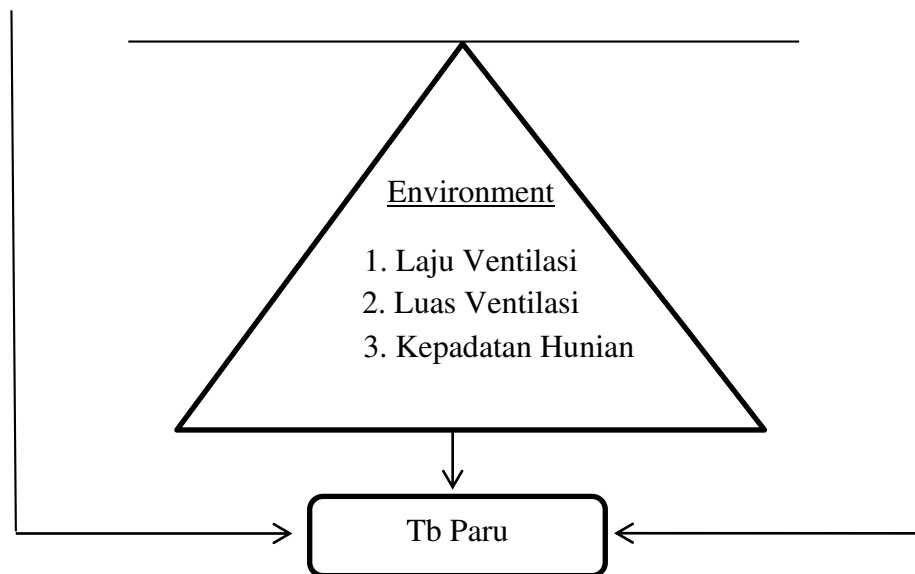 Environment
1. Laju Ventilasi
2. Luas Ventilasi
3. Kepadatan Hunian
Tb Paru